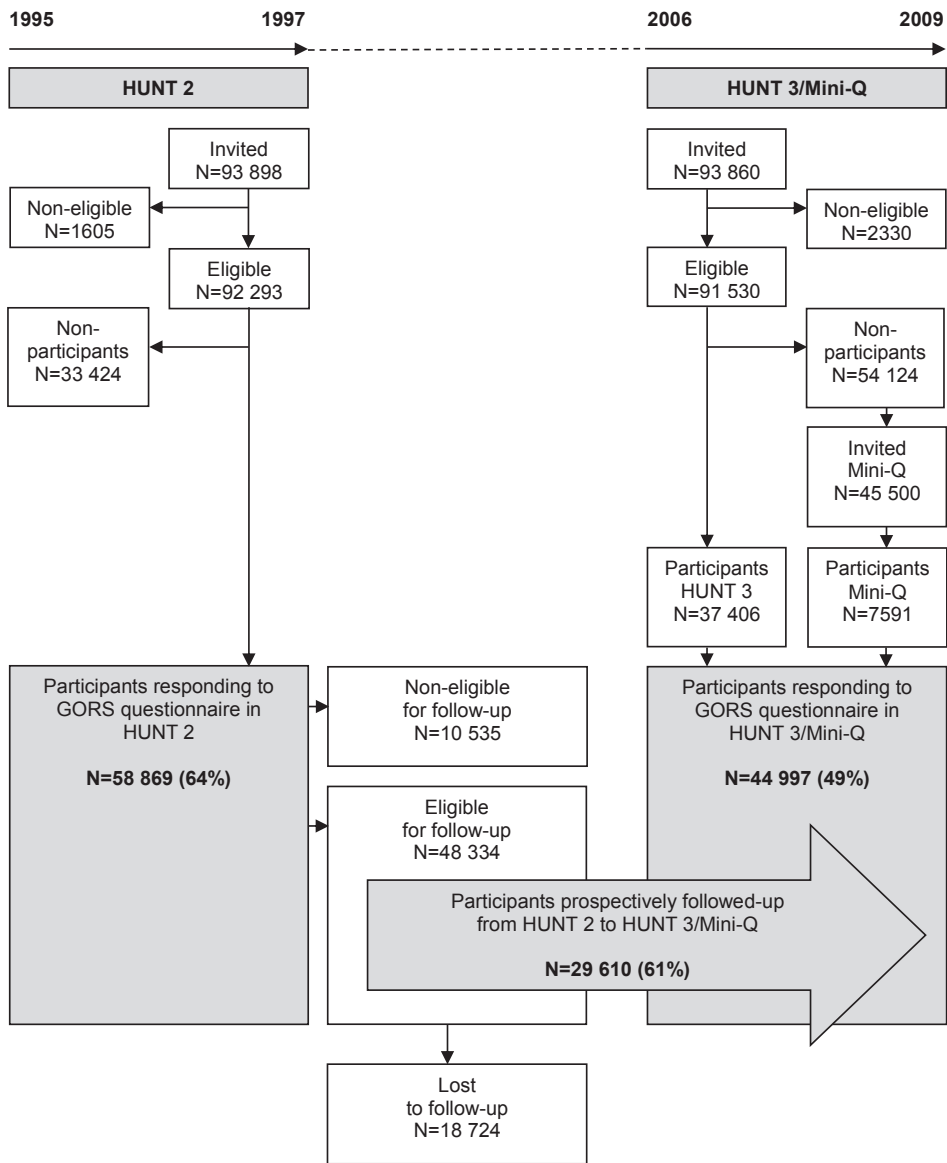 1995 1997 2006 2009
HUNT 2
HUNT 3/Mini-Q
Invited
N=93 898
Non-eligible
N=1605
Eligible
N=92 293
Non-
participants
N=33 424
Invited
N=93 860
Non-eligible
N=2330
Eligible
N=91 530
Non-
participants
N=54 124
Invited
Mini-Q
N=45 500
Participants
HUNT 3
N=37 406
Participants
Mini-Q
N=7591
Participants responding to
GORS questionnaire in
HUNT 2
N=58 869 (64%)
Non-eligible
for follow-up
N=10 535
Eligible
for follow-up
N=48 334
Participants responding to
GORS questionnaire in
HUNT 3/Mini-Q
N=44 997 (49%)
Participants prospectively followed-up
from HUNT 2 to HUNT 3/Mini-Q
N=29 610 (61%)
Lost
to follow-up
N=18 724